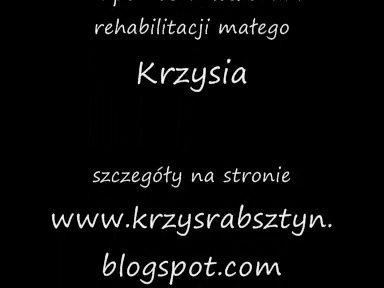 rehabilitacji małego
Krzysia
szczegóły na stronie
www.krzysrabsztyn.
blogspot.com